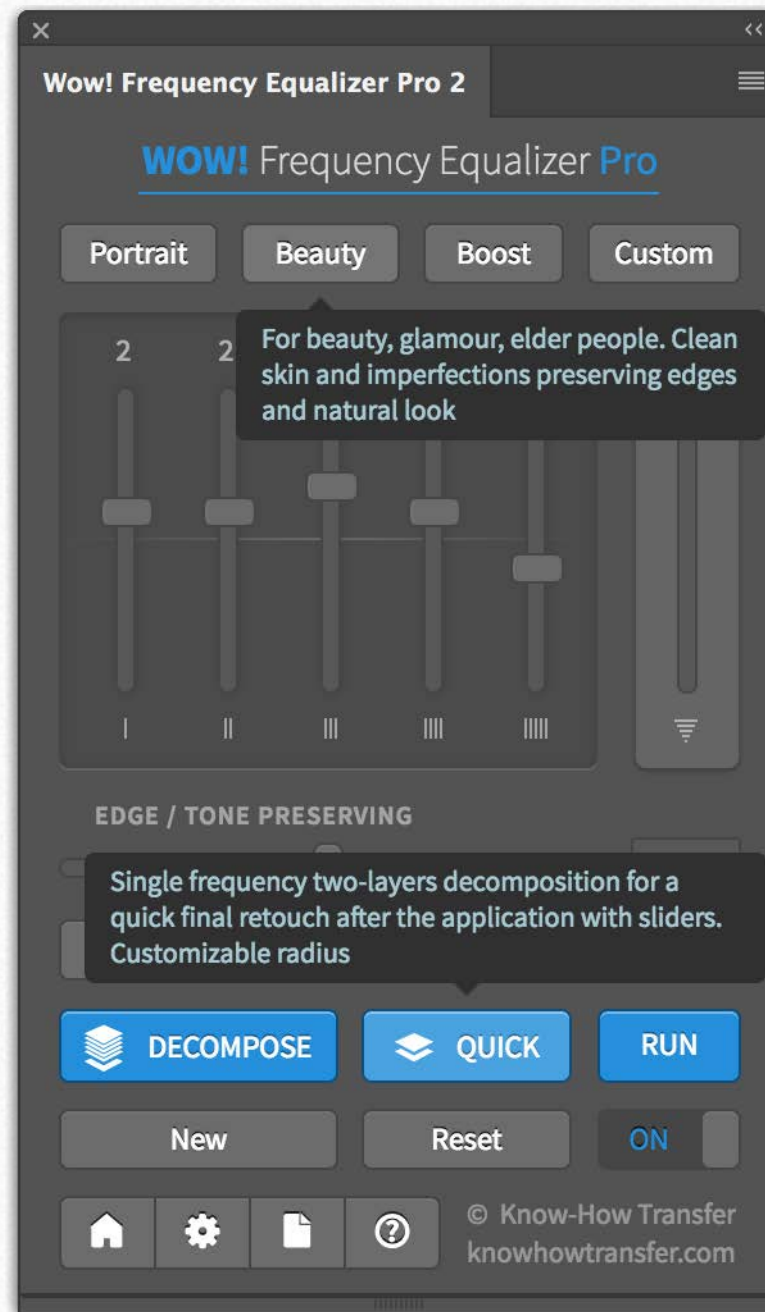 Wow! Frequency Equalizer Pro 2
WOW! Frequency Equalizer Pro
Portrait Beauty Boost Custom
2 2
For beauty, glamour, elder people. Clean
skin and imperfections preserving edges
and natural look
I II III IIII IIIII
EDGE / TONE PRESERVING
Single frequency two-layers decomposition for a
quick final retouch after the application with sliders.
Customizable radius
DECOMPOSE QUICK RUN
New Reset ON
© Know-How Transfer
knowhowtransfer.com